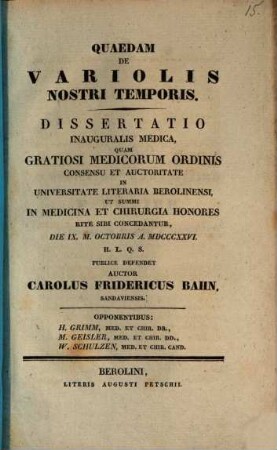 15.
QUAEDAM
DE
VARIOLIS
NOSTRI TEMPORIS.
DISSERTATIO
INAUGURALIS MEDICA,
QUAM
GRATIOSI MEDICORUM ORDINIS
CONSENSU ET AUCTORITATE
IN
UNIVERSITATE LITERARIA BEROLINENSI,
UT SUMMI
IN MEDICINA ET CHIRURGIA HONORES
RITE SIBI CONCEDANTUR,
DIE IX. M. OCTOBRIS A. MDCCCXXVI.
H. L. Q. S.
PUBLICE DEFENDET
AUCTOR
CAROLUS FRIDERICUS BAHN,
SANDAVIENSIS.
OPPONENTIBUS:
H. GRIMM, MED. ET CHIR. DR.,
M. GEISLER, MED. ET CHIR. DD.,
W. SCHULZEN, MED. ET CHIR. CAND.
BEROLINI,
LITERIS AUGUSTI PETSCHII.